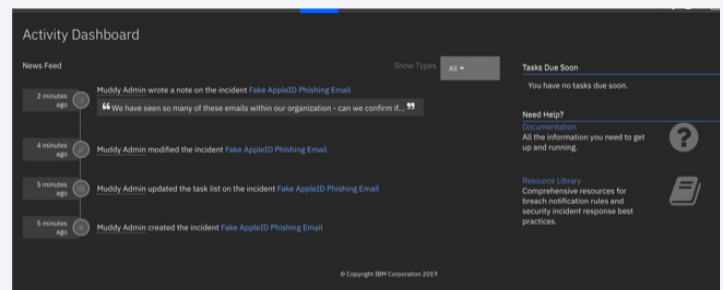 Activity Dashboard
News Feed
Show Types
All
2 minutes
ago
Muddy Admin wrote a note on the incident Fake AppleID Phishing Email
❝ We have seen so many of these emails within our organization - can we confirm if... ❞
4 minutes
ago
Muddy Admin modified the incident Fake AppleID Phishing Email
5 minutes
ago
Muddy Admin updated the task list on the incident Fake AppleID Phishing Email
5 minutes
ago
Muddy Admin created the incident Fake AppleID Phishing Email
Tasks Due Soon
You have no tasks due soon.
Need Help?
Documentation
All the information you need to get
up and running.
Resource Library
Comprehensive resources for
breach notification rules and
security incident response best
practices.
© Copyright IBM Corporation 2019